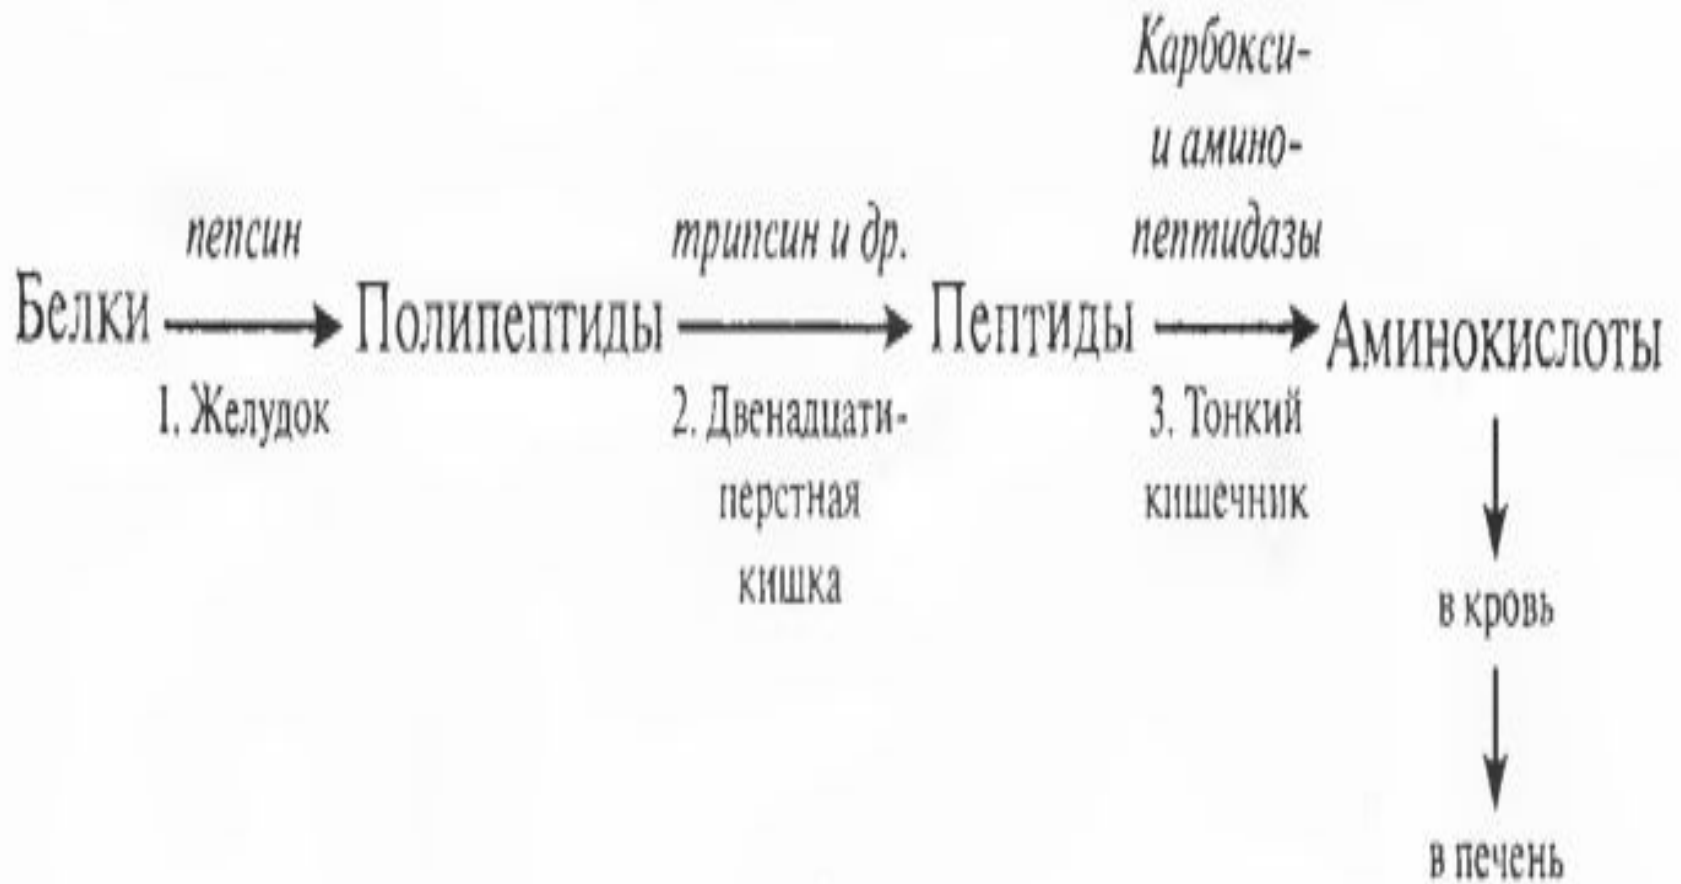 Карбокси-
и амино-
пептидазы
пепсин
трипсин и др.
Белки Полипептиды Пептиды Аминокислоты
1. Желудок
2. Двенадцати-
перстная
кишка
3. Тонкий
кишечник
в кровь
в печень